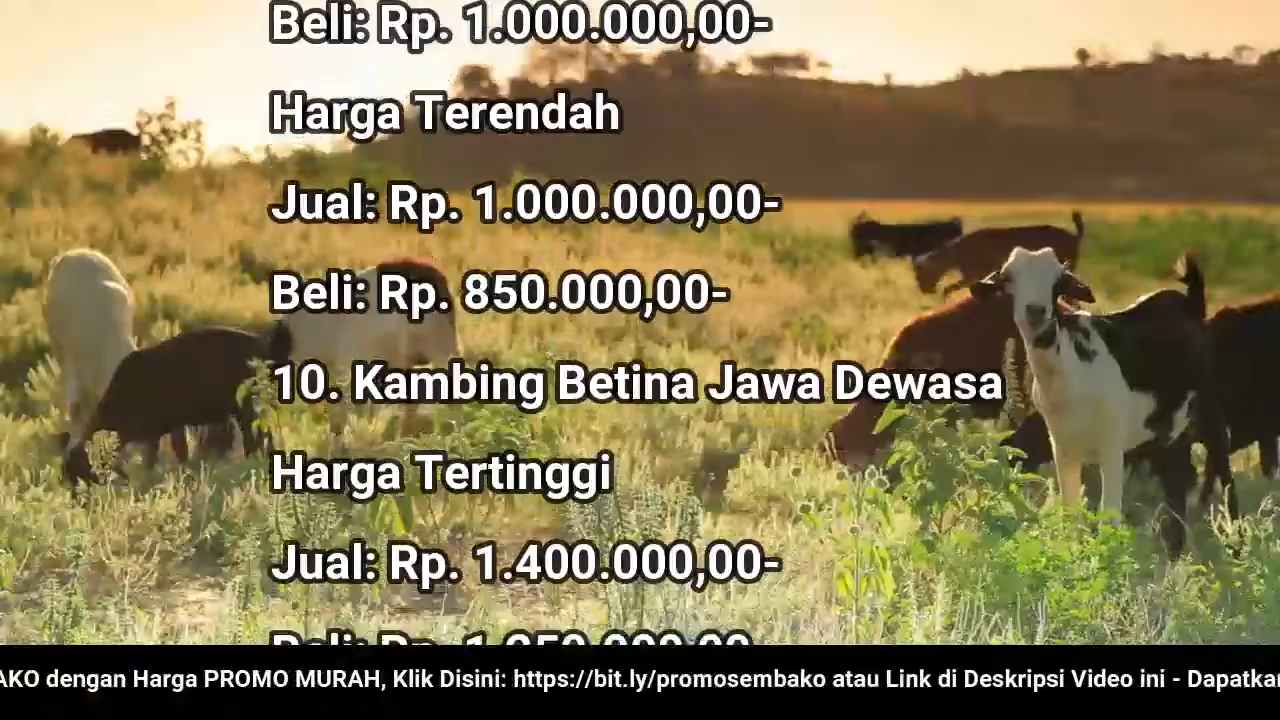 Beli: Rp. 1.000.000,00-
Harga Terendah
Jual: Rp. 1.000.000,00-
Beli: Rp. 850.000,00-
10. Kambing Betina Jawa Dewasa
Harga Tertinggi
Jual: Rp. 1.400.000,00-
Beli: Rp.
AKO dengan Harga PROMO MURAH, Klik Disini: https://bit.ly/promosembako atau Link di Deskripsi Video ini - Dapatkan